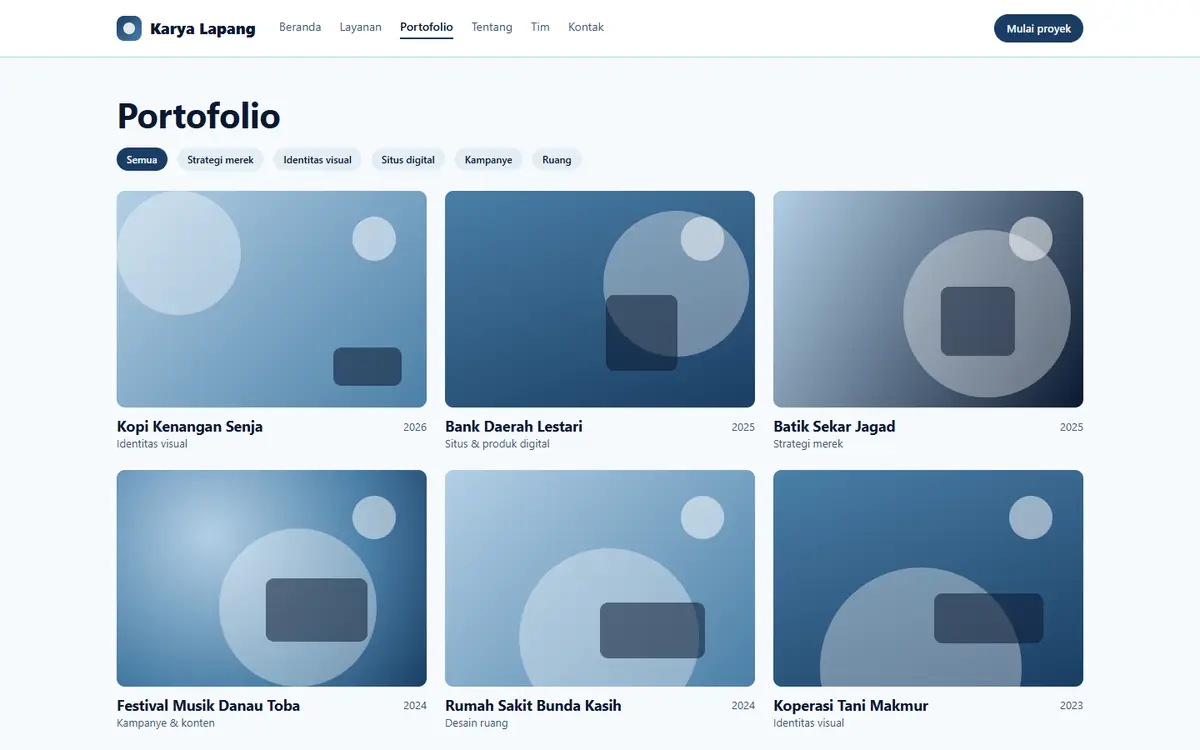 Karya Lapang
Beranda
Layanan
Portofolio
Tentang
Tim
Kontak
Mulai proyek
Portofolio
Semua
Strategi merek
Identitas visual
Situs digital
Kampanye
Ruang
Kopi Kenangan Senja
2026
Identitas visual
Bank Daerah Lestari
2025
Situs & produk digital
Batik Sekar Jagad
2025
Strategi merek
Festival Musik Danau Toba
2024
Kampanye & konten
Rumah Sakit Bunda Kasih
2024
Desain ruang
Koperasi Tani Makmur
2023
Identitas visual